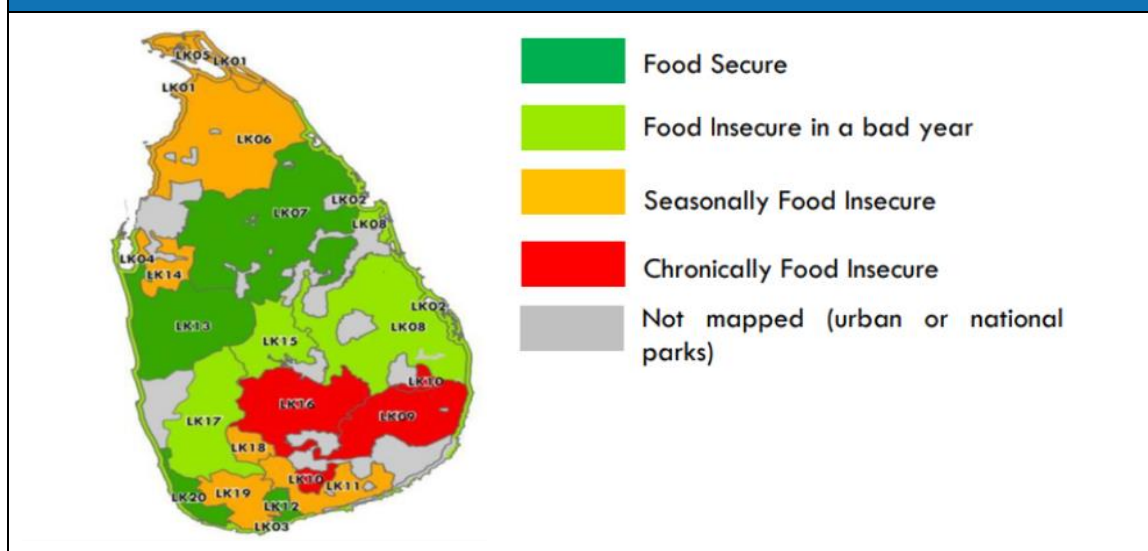 LK05
LK01
LK01
LK06
LK07
LK02
LK08
LK04
LK14
LK13
LK02
LK08
LK15
LK10
LK16
LK09
LK17
LK18
LK10
LK11
LK20
LK19
LK12
LK03
Food Secure
Food Insecure in a bad year
Seasonally Food Insecure
Chronically Food Insecure
Not mapped (urban or national
parks)